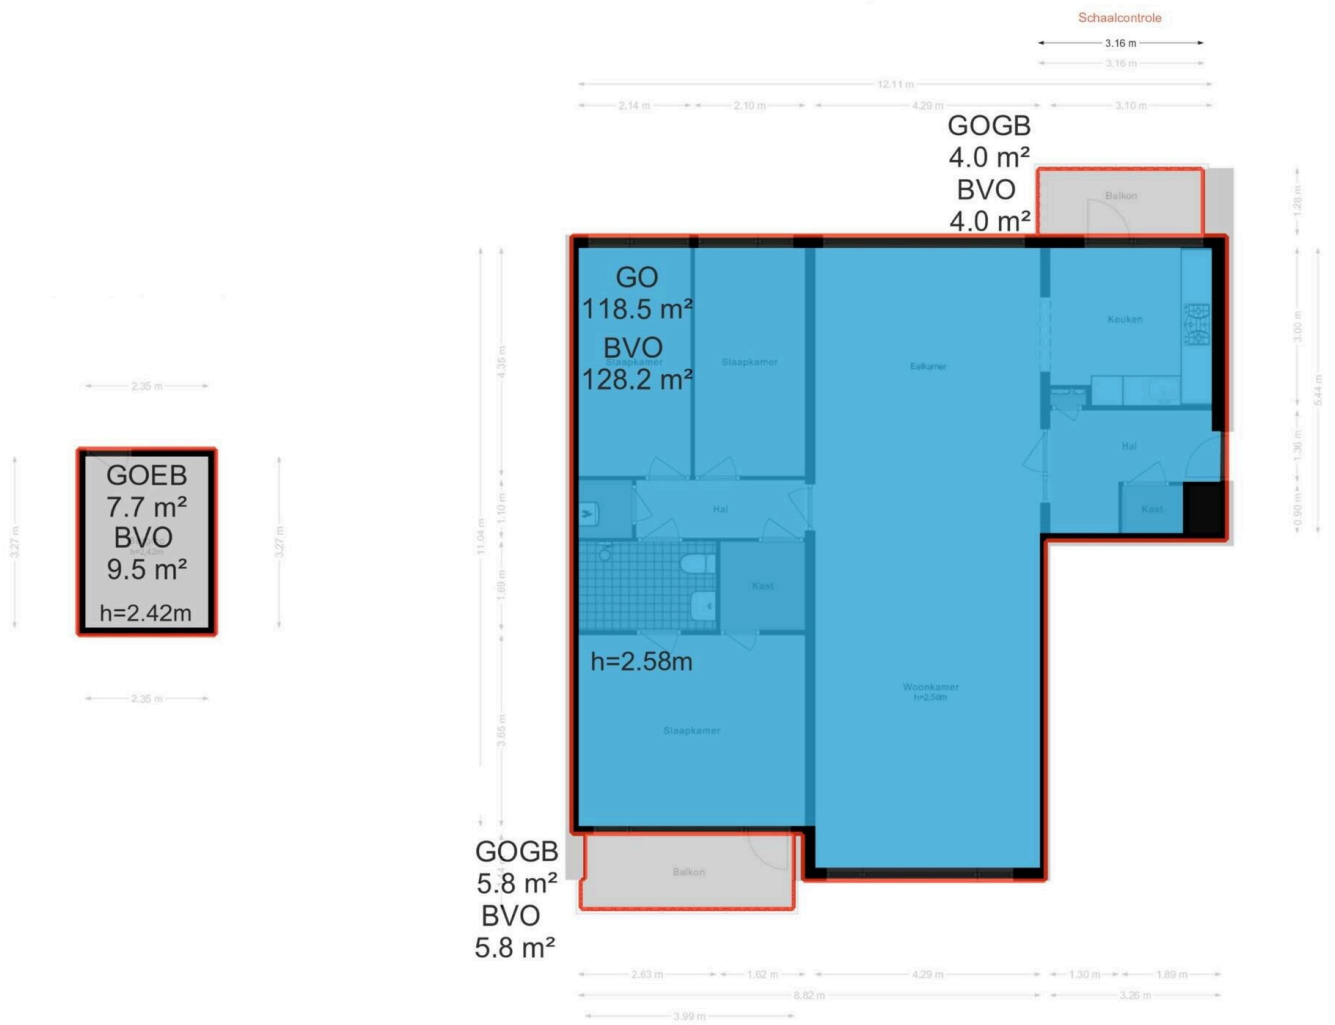 Schaalcontrole
3.16 m
3.16 m
12.11 m
2.14 m
2.10 m
4.29 m
3.10 m
GOGB
4.0 m²
BVO
4.0 m²
Balkon
1.28 m
GO
118.5 m²
BVO
128.2 m²
Slaapkamer
Slaapkamer
Eetkamer
Keuken
4.35 m
3.00 m
5.44 m
2.35 m
GOEB
7.7 m²
BVO
9.5 m²
h=2,42m
h=2.42m
3.27 m
3.27 m
2.35 m
Hal
1.36 m
Hal
Kast
0.90 m
1.10 m
11.04 m
1.69 m
Kast
h=2.58m
Woonkamer
h=2,58m
Slaapkamer
3.65 m
GOGB
5.8 m²
BVO
5.8 m²
Balkon
2.63 m
1.62 m
4.29 m
1.30 m
1.89 m
8.82 m
3.26 m
3.99 m